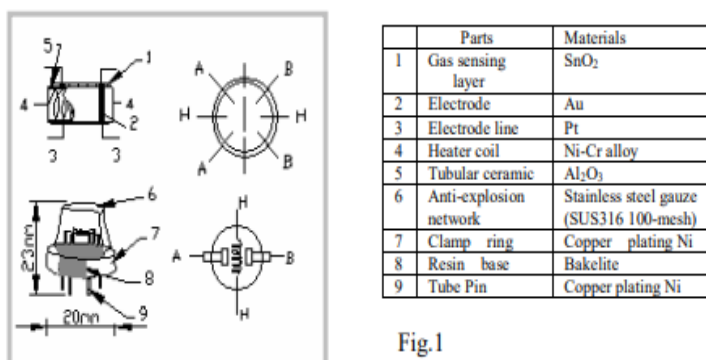 5
1
A
B
4
4
H
H
2
3
3
A
B
6
H
7
A
B
23mm
8
H
9
20mm
Parts Materials
1 Gas sensing layer SnO₂
2 Electrode Au
3 Electrode line Pt
4 Heater coil Ni-Cr alloy
5 Tubular ceramic Al₂O₃
6 Anti-explosion network Stainless steel gauze (SUS316 100-mesh)
7 Clamp ring Copper plating Ni
8 Resin base Bakelite
9 Tube Pin Copper plating Ni
Fig.1